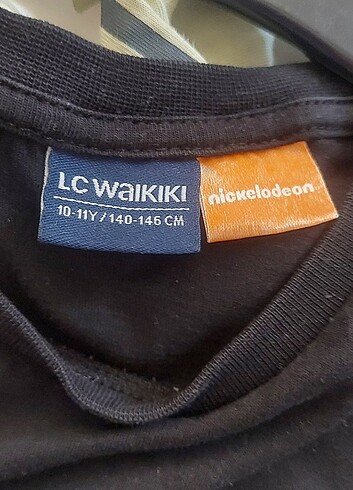 LC WAIKIKI
10-11Y / 140-146 CM
nickelodeon